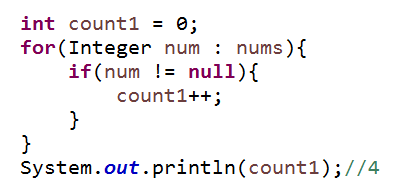 int count1 = 0;
for(Integer num : nums){
    if(num != null){
        count1++;
    }
}
System.out.println(count1);//4